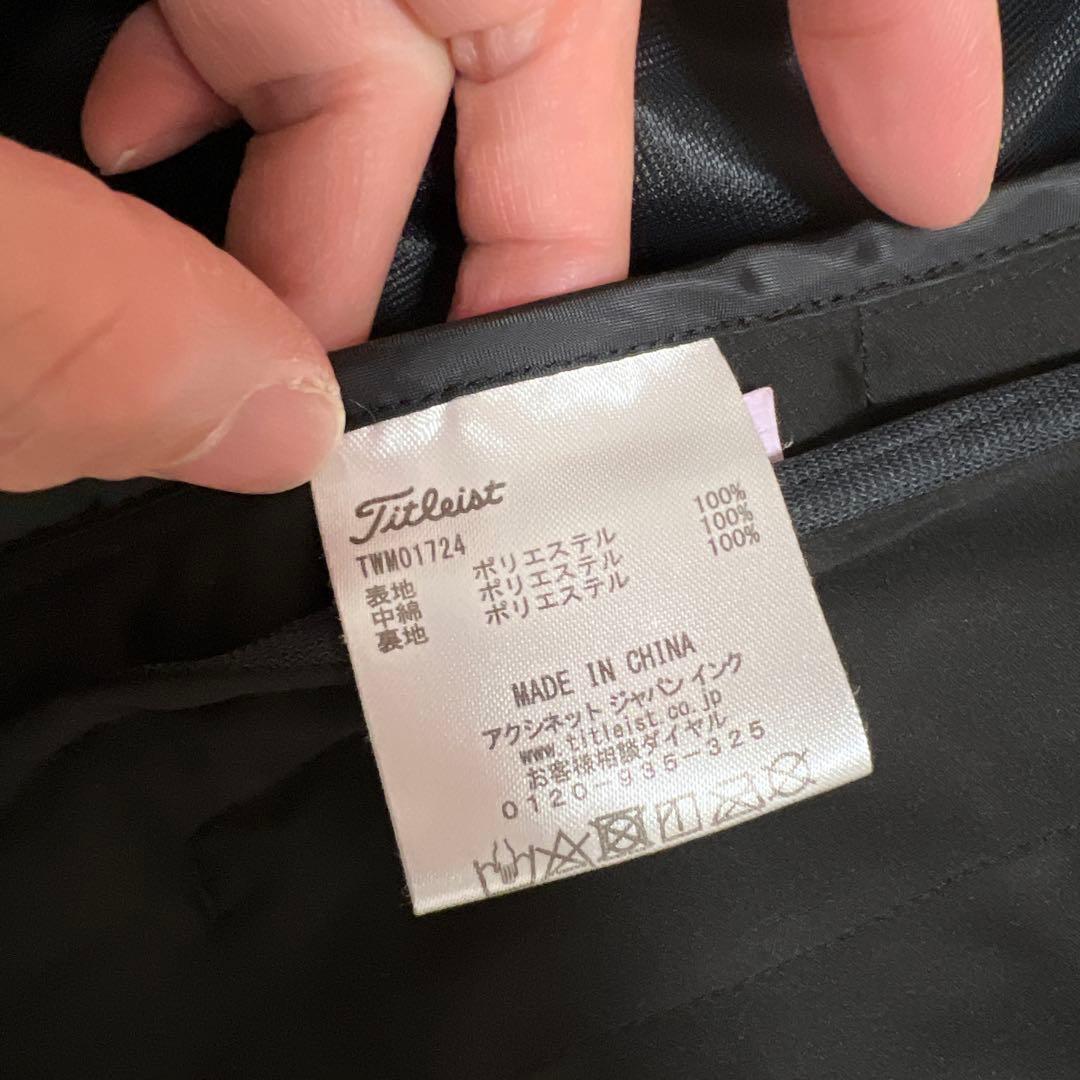 Titleist
TWM01724
表地 ポリエステル 100%
中綿 ポリエステル 100%
裏地 ポリエステル 100%
MADE IN CHINA
アクシネット ジャパン インク
www.titleist.co.jp
お客様相談ダイヤル
0120-935-325